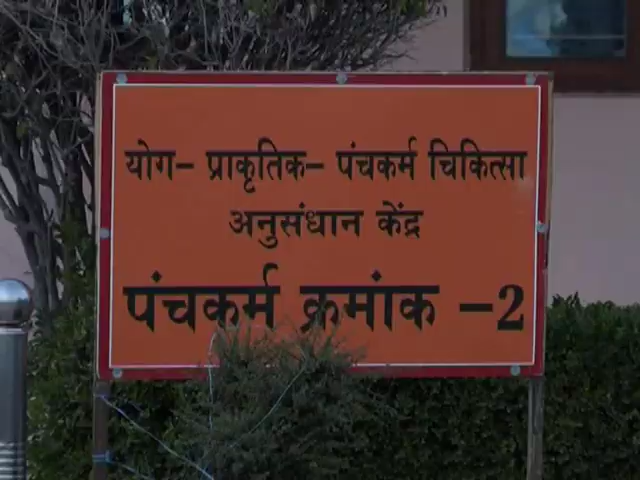 योग- प्राकृतिक- पंचकर्म चिकित्सा
अनुसंधान केंद्र
पंचकर्म क्रमांक -2